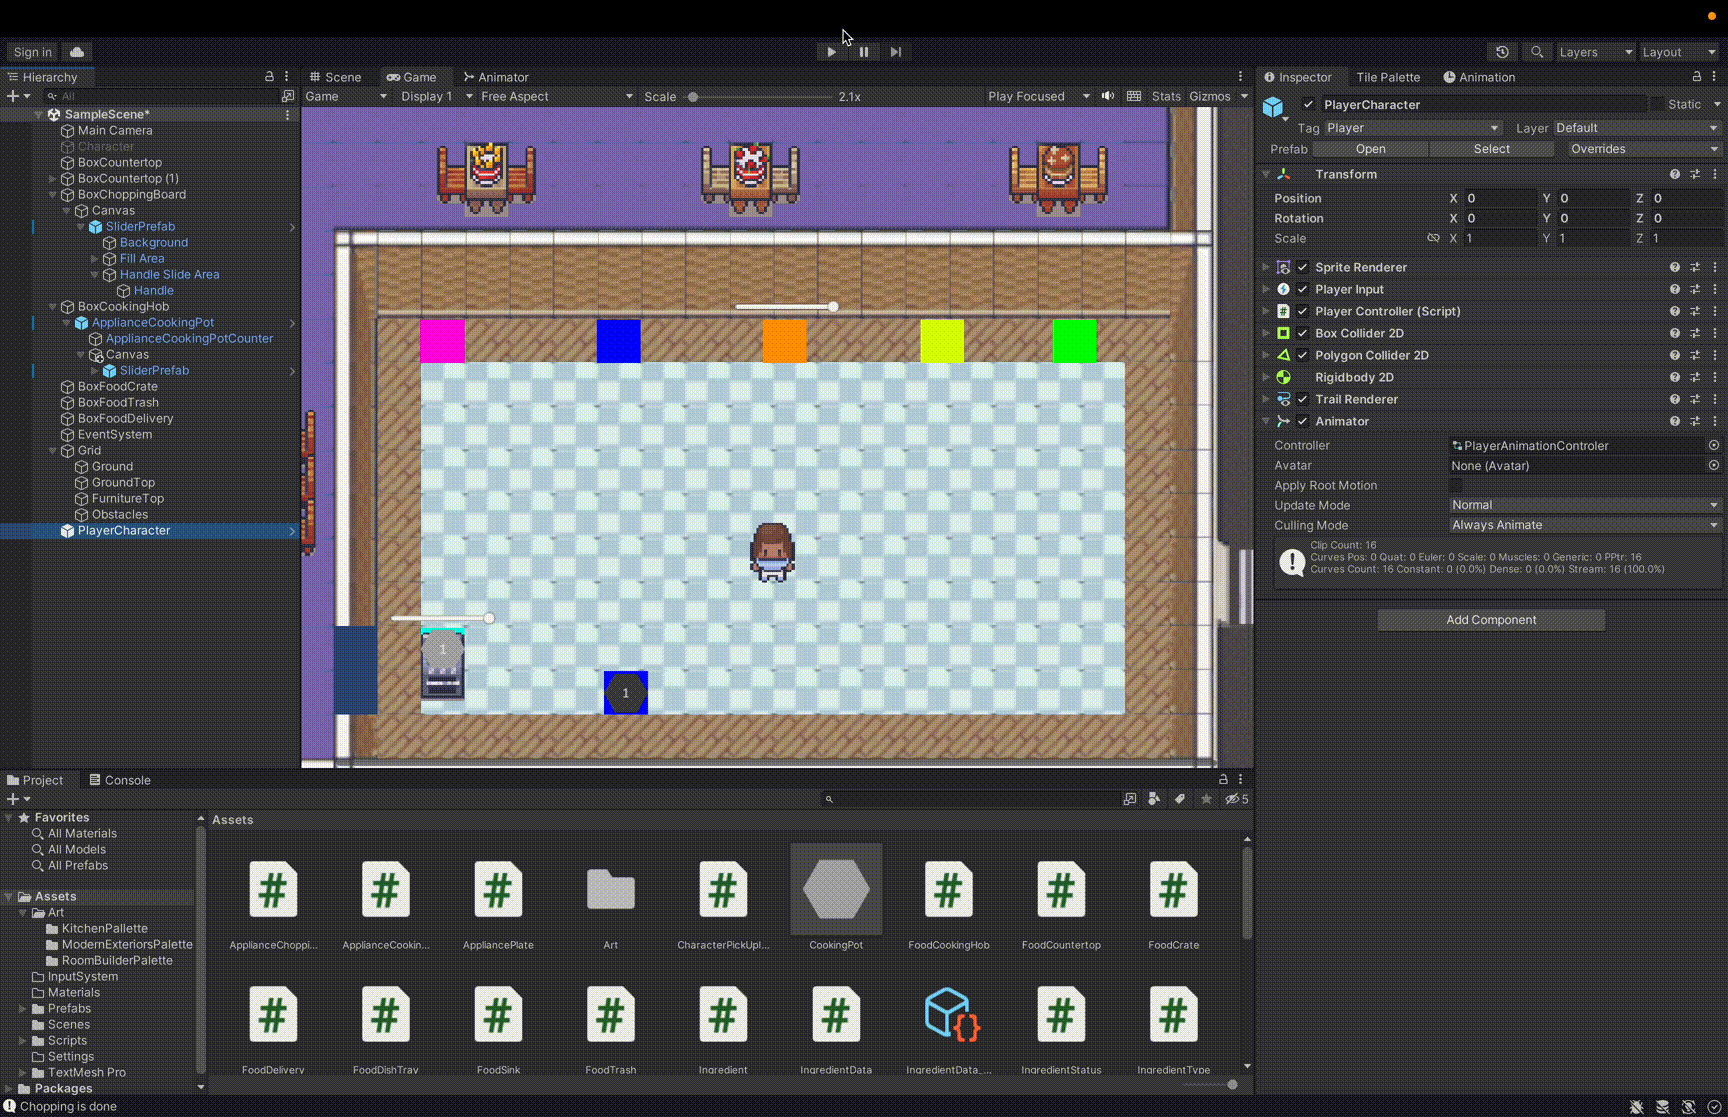 Sign in
Layers
Layout
Hierarchy
All
SampleScene*
Main Camera
Character
BoxCountertop
BoxCountertop (1)
BoxChoppingBoard
Canvas
SliderPrefab
Background
Fill Area
Handle Slide Area
Handle
BoxCookingHob
ApplianceCookingPot
ApplianceCookingPotCounter
Canvas
SliderPrefab
BoxFoodCrate
BoxFoodTrash
BoxFoodDelivery
EventSystem
Grid
Ground
GroundTop
FurnitureTop
Obstacles
PlayerCharacter
Scene
Game
Animator
Game
Display 1
Free Aspect
Scale
2.1x
Play Focused
Stats
Gizmos
1
1
Inspector
Tile Palette
Animation
PlayerCharacter
Static
Tag Player
Layer Default
Prefab Open Select Overrides
Transform
Position X 0 Y 0 Z 0
Rotation X 0 Y 0 Z 0
Scale X 1 Y 1 Z 1
Sprite Renderer
Player Input
Player Controller (Script)
Box Collider 2D
Polygon Collider 2D
Rigidbody 2D
Trail Renderer
Animator
Controller PlayerAnimationControler
Avatar None (Avatar)
Apply Root Motion
Update Mode Normal
Culling Mode Always Animate
Clip Count: 16
Curves Pos: 0 Quat: 0 Euler: 0 Scale: 0 Muscles: 0 Generic: 0 PPtr: 16
Curves Count: 16 Constant: 0 (0.0%) Dense: 0 (0.0%) Stream: 16 (100.0%)
Add Component
Project
Console
5
Favorites
All Materials
All Models
All Prefabs
Assets
Art
KitchenPallette
ModernExteriorsPalette
RoomBuilderPalette
InputSystem
Materials
Prefabs
Scenes
Scripts
Settings
TextMesh Pro
Packages
Assets
ApplianceChoppi...
ApplianceCookin...
AppliancePlate
Art
CharacterPickUpI...
CookingPot
FoodCookingHob
FoodCountertop
FoodCrate
FoodDelivery
FoodDishTray
FoodSink
FoodTrash
Ingredient
IngredientData
IngredientData_...
IngredientStatus
IngredientType
Chopping is done